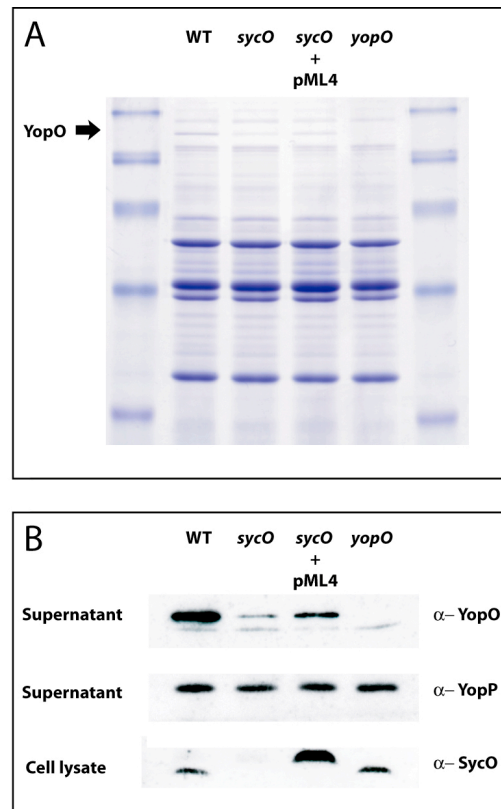 A
WT sycO sycO yopO
+
pML4
YopO
B
WT sycO sycO yopO
+
pML4
Supernatant α– YopO
Supernatant α– YopP
Cell lysate α– SycO